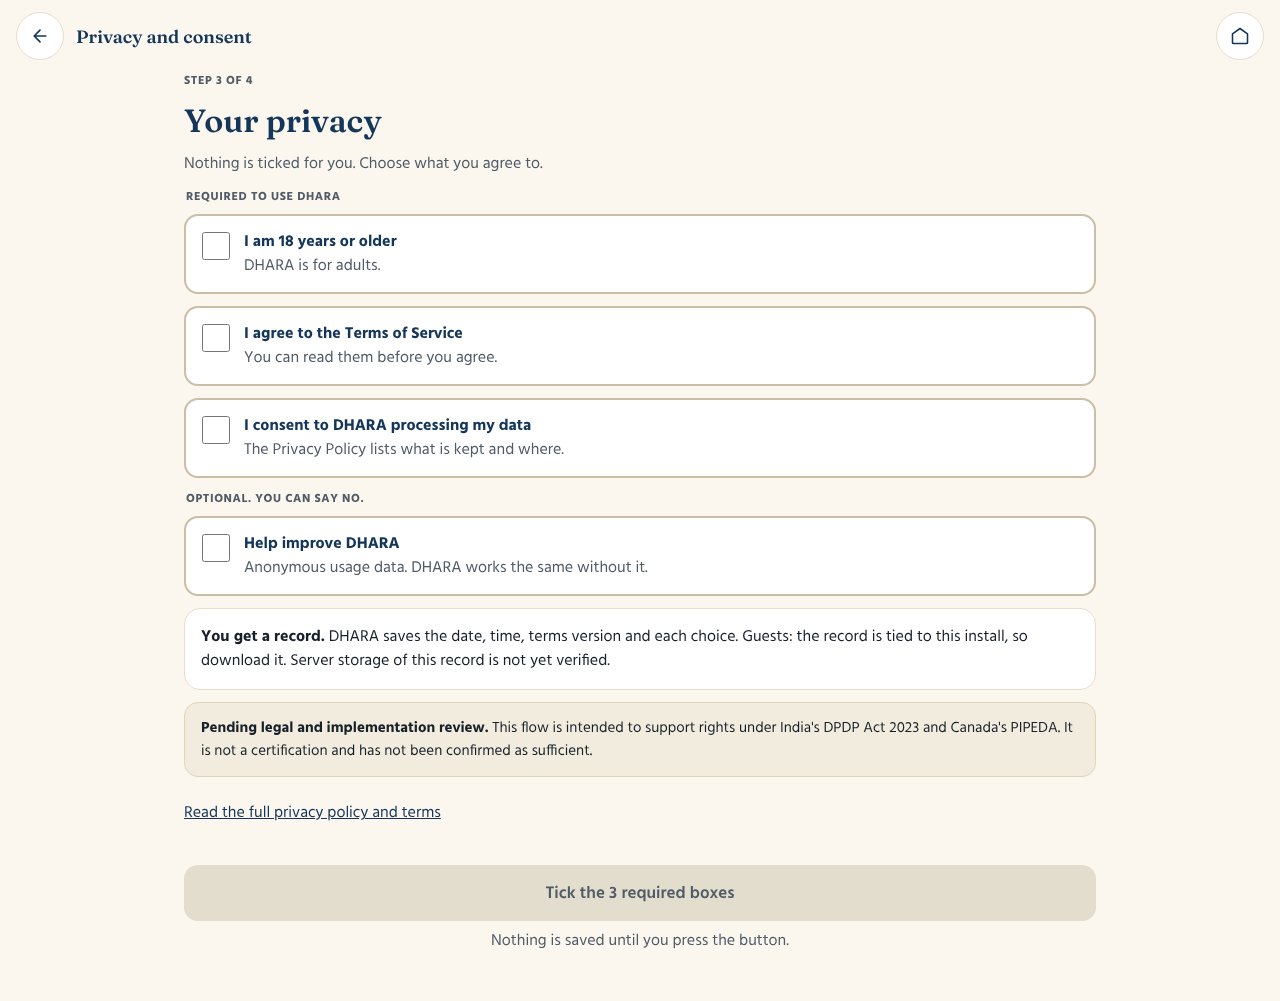 Privacy and consent
STEP 3 OF 4
Your privacy
Nothing is ticked for you. Choose what you agree to.
REQUIRED TO USE DHARA
I am 18 years or older
DHARA is for adults.
I agree to the Terms of Service
You can read them before you agree.
I consent to DHARA processing my data
The Privacy Policy lists what is kept and where.
OPTIONAL. YOU CAN SAY NO.
Help improve DHARA
Anonymous usage data. DHARA works the same without it.
You get a record. DHARA saves the date, time, terms version and each choice. Guests: the record is tied to this install, so
download it. Server storage of this record is not yet verified.
Pending legal and implementation review. This flow is intended to support rights under India's DPDP Act 2023 and Canada's PIPEDA. It
is not a certification and has not been confirmed as sufficient.
Read the full privacy policy and terms
Tick the 3 required boxes
Nothing is saved until you press the button.